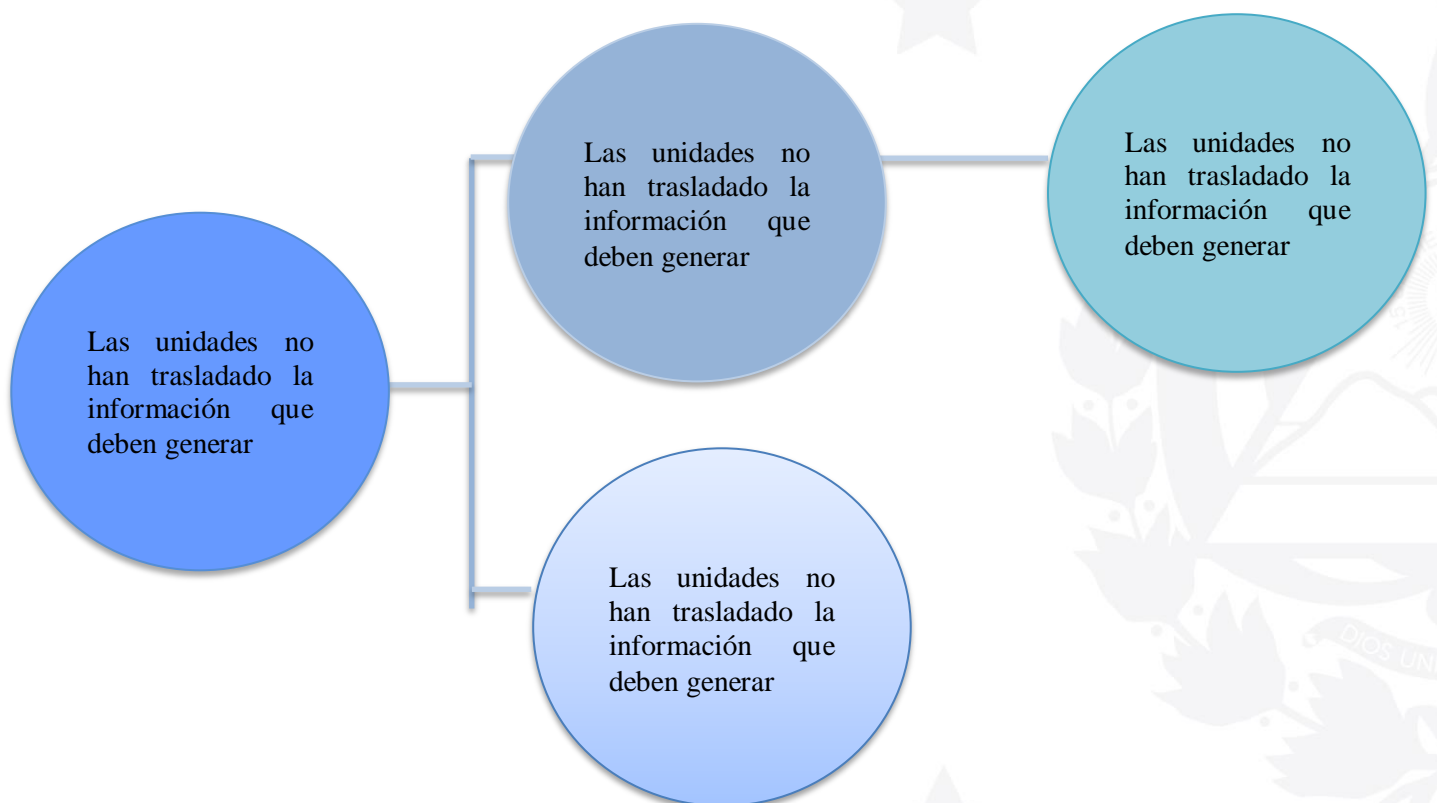 Las unidades no
han trasladado la
información que
deben generar
Las unidades no
han trasladado la
información que
deben generar
Las unidades no
han trasladado la
información que
deben generar
Las unidades no
han trasladado la
información que
deben generar
DIOS UN